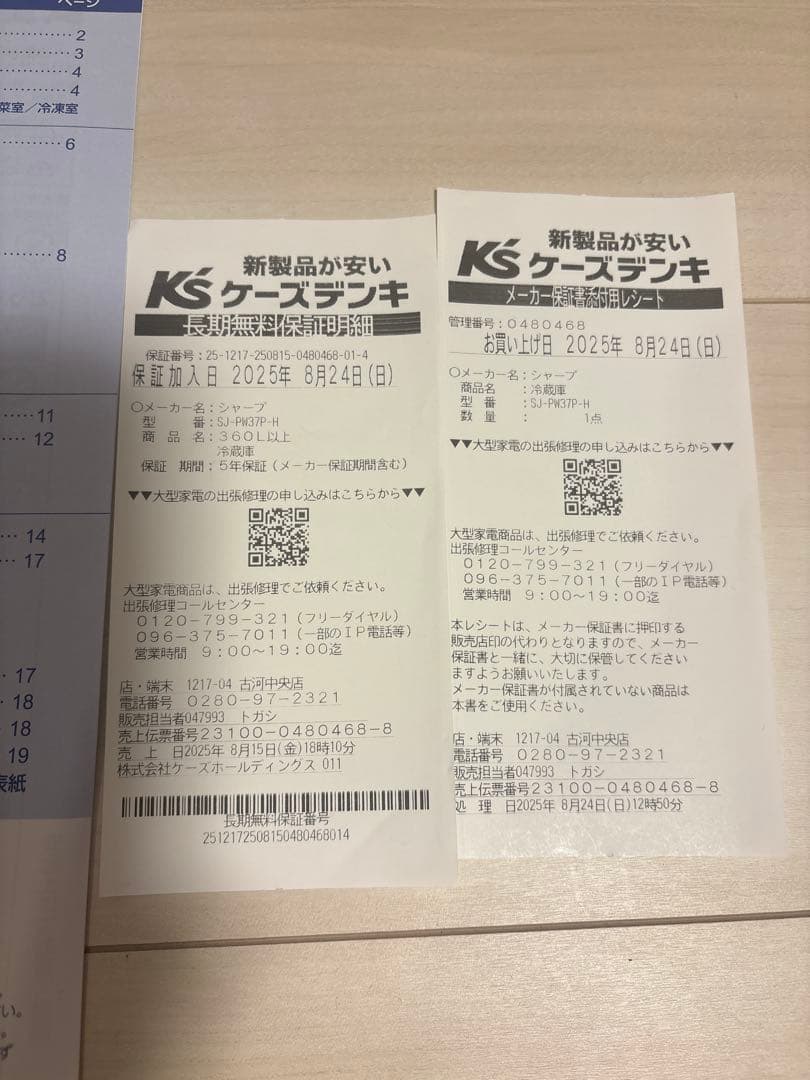 ページ
2
3
4
4
菜室／冷凍室
6
8
11
12
14
17
17
18
18
19
表紙
い。
新製品が安い
K's ケーズデンキ
長期無料保証明細
保証番号：25-1217-250815-0480468-01-4
保証加入日 2025年 8月24日(日)
○メーカー名：シャープ
型 番：SJ-PW37P-H
商 品 名：３６０Ｌ以上
冷蔵庫
保証 期間：５年保証（メーカー保証期間含む）
▼▼大型家電の出張修理の申し込みはこちらから▼▼
大型家電商品は、出張修理でご依頼ください。
出張修理コールセンター
０１２０－７９９－３２１（フリーダイヤル）
０９６－３７５－７０１１（一部のＩＰ電話等）
営業時間 ９：００～１９：００迄
店・端末 1217-04 古河中央店
電話番号 ０２８０－９７－２３２１
販売担当者047993 トガシ
売上伝票番号２３１００－０４８０４６８－８
売 上 日2025年 8月15日(金)18時10分
株式会社ケーズホールディングス 011
長期無料保証番号
2512172508150480468014
新製品が安い
K's ケーズデンキ
メーカー保証書添付用レシート
管理番号：０４８０４６８
お買い上げ日 2025年 8月24日(日)
○メーカー名：シャープ
商品名 ：冷蔵庫
型 番 ：SJ-PW37P-H
数 量 ： 1点
▼▼大型家電の出張修理の申し込みはこちらから▼▼
大型家電商品は、出張修理でご依頼ください。
出張修理コールセンター
０１２０－７９９－３２１（フリーダイヤル）
０９６－３７５－７０１１（一部のＩＰ電話等）
営業時間 ９：００～１９：００迄
本レシートは、メーカー保証書に押印する
販売店印の代わりとなりますので、メーカー
保証書と一緒に、大切に保管してください
ますようお願いいたします。
メーカー保証書が付属されていない商品は
本書をご使用ください。
店・端末 1217-04 古河中央店
電話番号 ０２８０－９７－２３２１
販売担当者047993 トガシ
売上伝票番号２３１００－０４８０４６８－８
処 理 日2025年 8月24日(日)12時50分